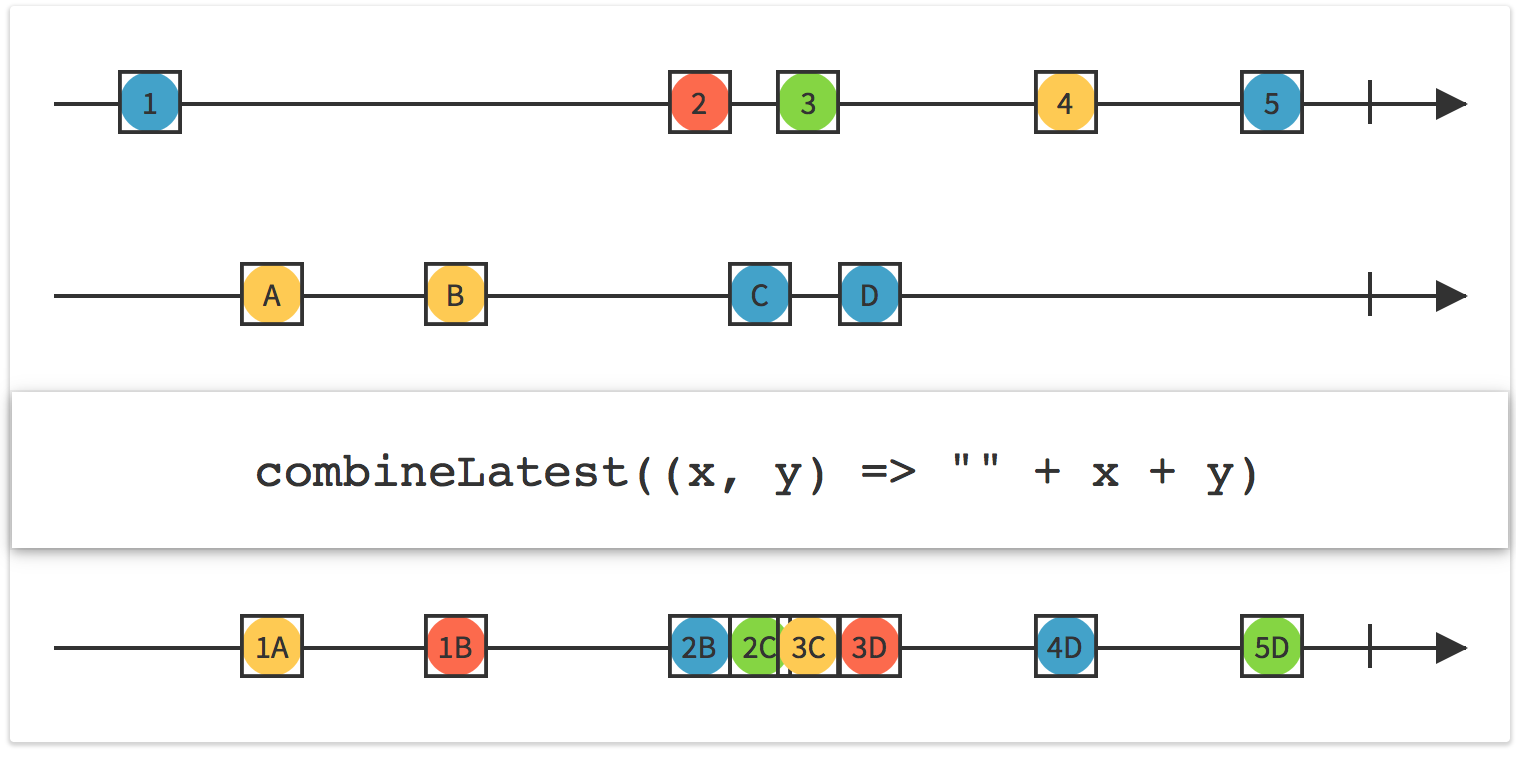 1 2 3 4 5
A B C D
combineLatest((x, y) => "" + x + y)
1A 1B 2B 2C 3C 3D 4D 5D